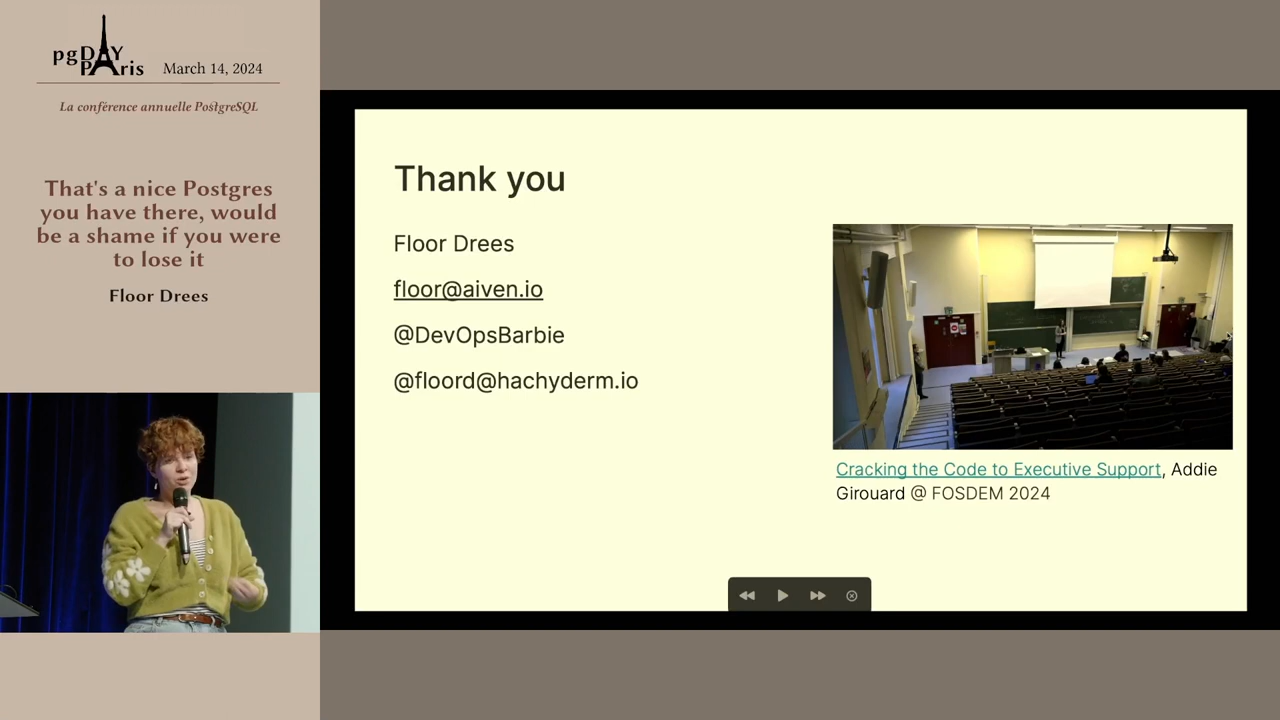 pgDAY
PAris
March 14, 2024
La conférence annuelle PostgreSQL
That's a nice Postgres
you have there, would
be a shame if you were
to lose it
Floor Drees
Thank you
Floor Drees
floor@aiven.io
@DevOpsBarbie
@floord@hachyderm.io
Cracking the Code to Executive Support, Addie
Girouard @ FOSDEM 2024